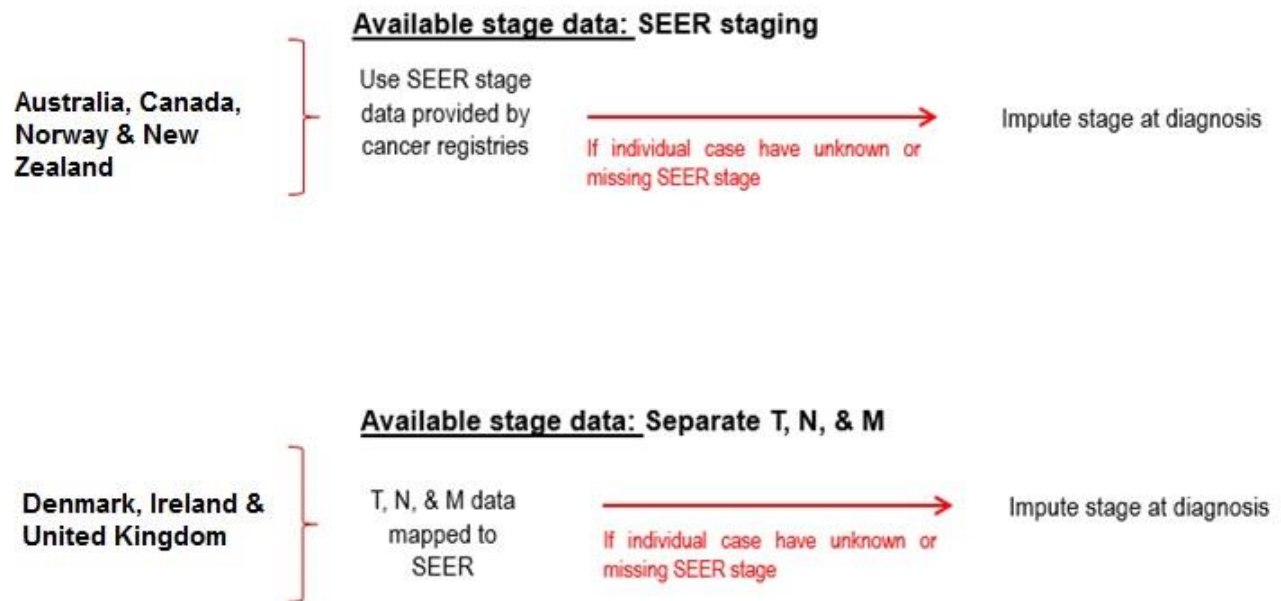 Available stage data: SEER staging
Australia, Canada,
Norway & New
Zealand
Use SEER stage
data provided by
cancer registries
If individual case have unknown or
missing SEER stage
Impute stage at diagnosis
Available stage data: Separate T, N, & M
Denmark, Ireland &
United Kingdom
T, N, & M data
mapped to
SEER
If individual case have unknown or
missing SEER stage
Impute stage at diagnosis